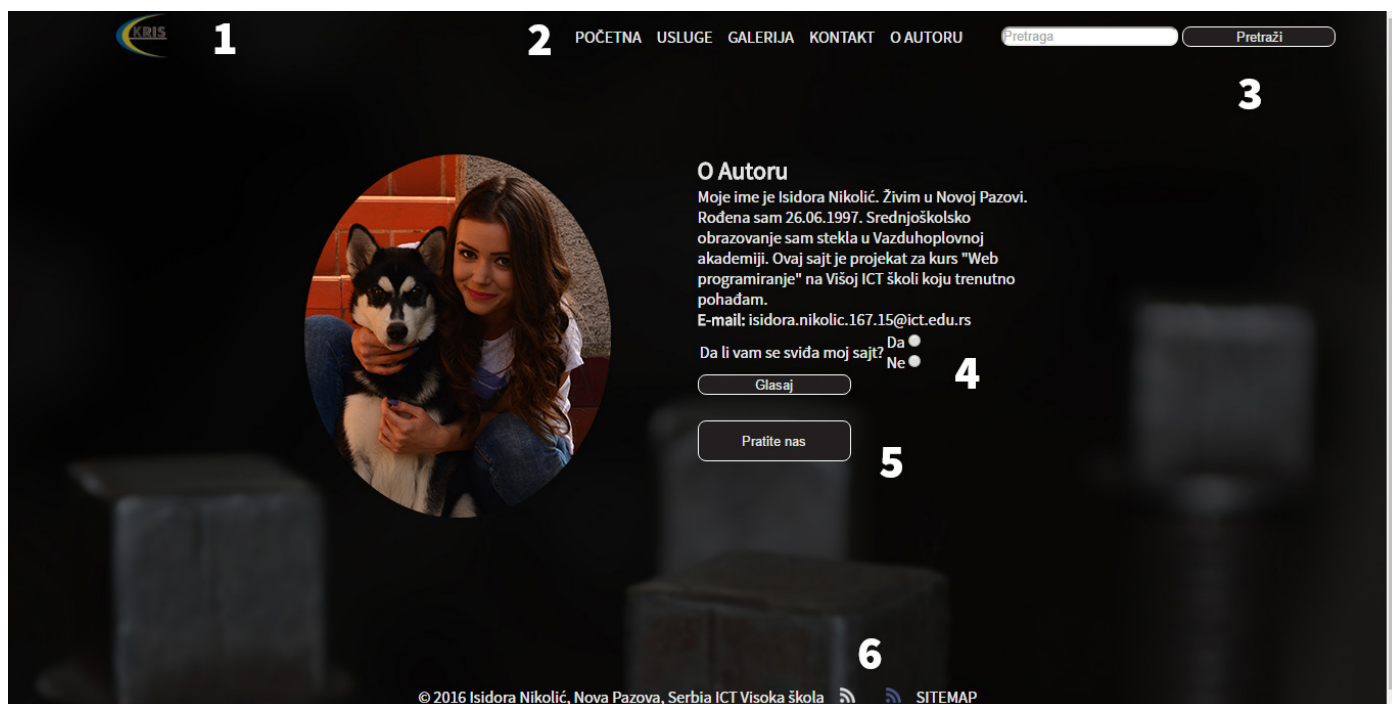 KRIS
1
2
POČETNA USLUGE GALERIJA KONTAKT O AUTORU
Pretraga
Pretraži
3
O Autoru
Moje ime je Isidora Nikolić. Živim u Novoj Pazovi.
Rođena sam 26.06.1997. Srednjoškolsko
obrazovanje sam stekla u Vazduhoplovnoj
akademiji. Ovaj sajt je projekat za kurs "Web
programiranje" na Višoj ICT školi koju trenutno
pohađam.
E-mail: isidora.nikolic.167.15@ict.edu.rs
Da li vam se sviđa moj sajt?
Da
Ne
4
Glasaj
Pratite nas
5
6
© 2016 Isidora Nikolić, Nova Pazova, Serbia ICT Visoka škola SITEMAP